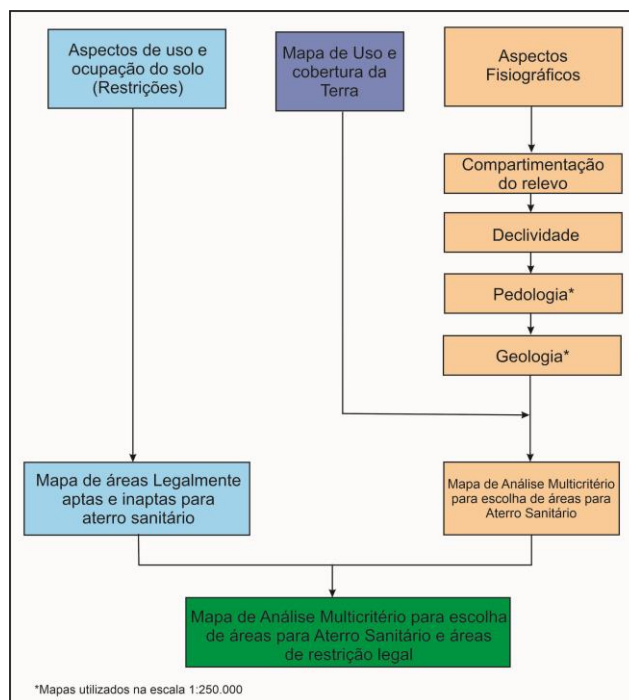 Aspectos de uso e
ocupação do solo
(Restrições)
Mapa de Uso e
cobertura da
Terra
Aspectos
Fisiográficos
Compartimentação
do relevo
Declividade
Pedologia*
Geologia*
Mapa de áreas Legalmente
aptas e inaptas para
aterro sanitário
Mapa de Análise Multicritério
para escolha de áreas para
Aterro Sanitário
Mapa de Análise Multicritério para escolha
de áreas para Aterro Sanitário e áreas
de restrição legal
*Mapas utilizados na escala 1:250.000